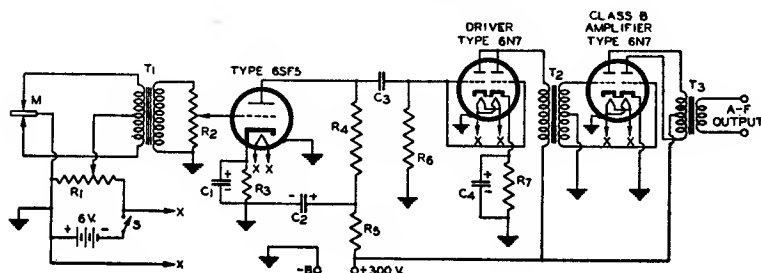 DRIVER
TYPE 6N7
CLASS B
AMPLIFIER
TYPE 6N7
T1
TYPE 6SF5
C3
T2
T3
M
R2
R4
R6
A-F
OUTPUT
X X
X X
X X
R1
C1
R3
C2
C4
R7
6 V.
+ -
S
X
R5
X
-B
+300 V.